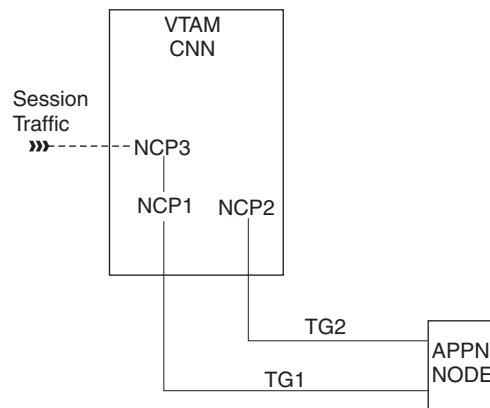 VTAM
CNN
Session
Traffic
NCP3
NCP1
NCP2
TG2
APPN
NODE
TG1